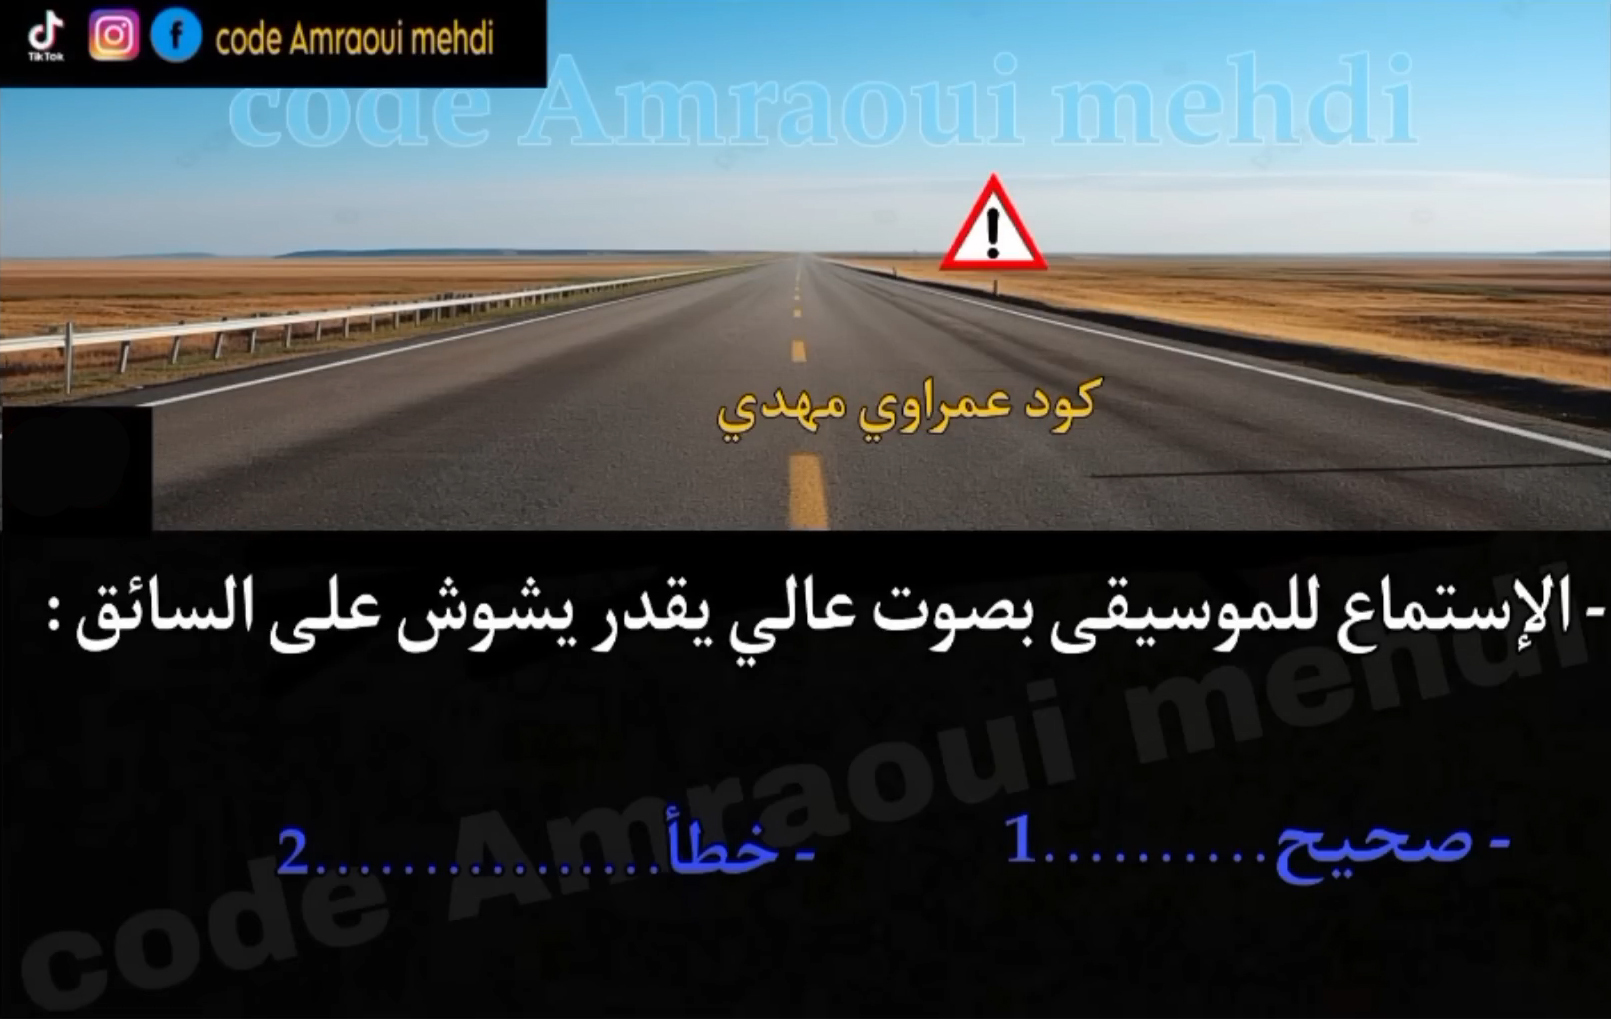 TikTok
code Amraoui mehdi
code Amraoui mehdi
!
كود عمراوي مهدي
- الإستماع للموسيقى بصوت عالي يقدر يشوش على السائق :
- صحيح..........1
- خطأ................2
code Amraoui mehdi